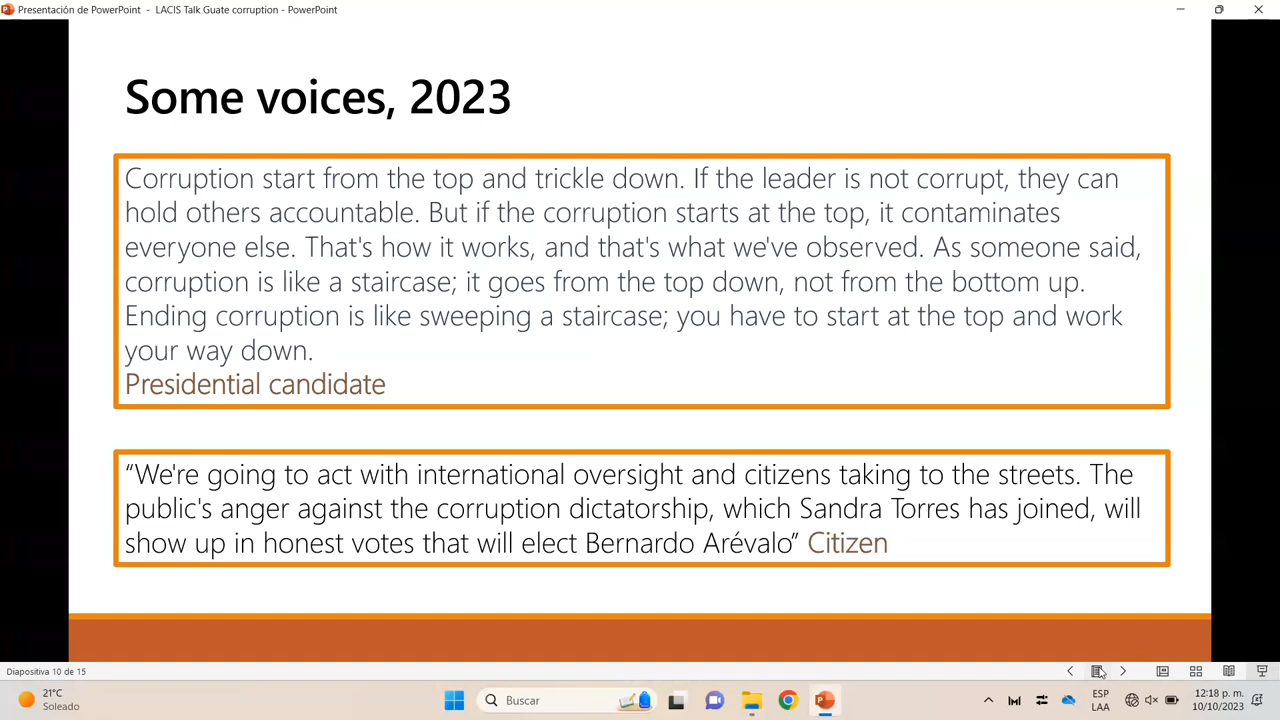 Presentación de PowerPoint - LACIS Talk Guate corruption - PowerPoint
Some voices, 2023
Corruption start from the top and trickle down. If the leader is not corrupt, they can
hold others accountable. But if the corruption starts at the top, it contaminates
everyone else. That's how it works, and that's what we've observed. As someone said,
corruption is like a staircase; it goes from the top down, not from the bottom up.
Ending corruption is like sweeping a staircase; you have to start at the top and work
your way down.
Presidential candidate
“We're going to act with international oversight and citizens taking to the streets. The
public's anger against the corruption dictatorship, which Sandra Torres has joined, will
show up in honest votes that will elect Bernardo Arévalo” Citizen
Diapositiva 10 de 15
21°C
Soleado
Buscar
ESP
LAA
12:18 p. m.
10/10/2023